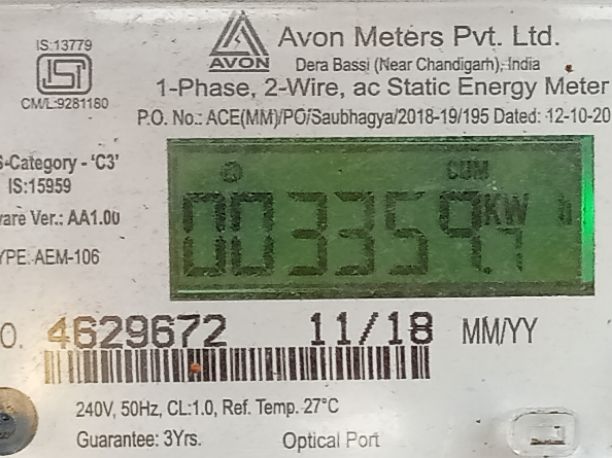 IS:13779
CM/L:9281180
AVON
Avon Meters Pvt. Ltd.
Dera Bassi (Near Chandigarh), India
1-Phase, 2-Wire, ac Static Energy Meter
P.O. No.: ACE(MM)/PO/Saubhagya/2018-19/195 Dated: 12-10-20
S-Category - 'C3'
IS:15959
ware Ver.: AA1.00
YPE: AEM-106
CUM
003359.7 KW h
O. 4629672 11/18 MM/YY
240V, 50Hz, CL:1.0, Ref. Temp. 27°C
Guarantee: 3Yrs. Optical Port